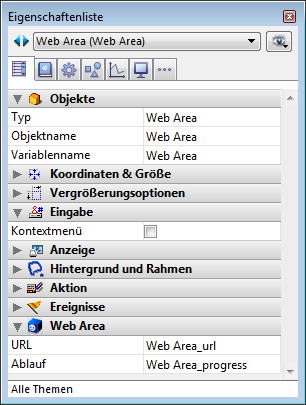 Eigenschaftenliste
Web Area (Web Area)
Objekte
Typ Web Area
Objektname Web Area
Variablenname Web Area
Koordinaten & Größe
Vergrößerungsoptionen
Eingabe
Kontextmenü
Anzeige
Hintergrund und Rahmen
Aktion
Ereignisse
Web Area
URL Web Area_url
Ablauf Web Area_progress
Alle Themen